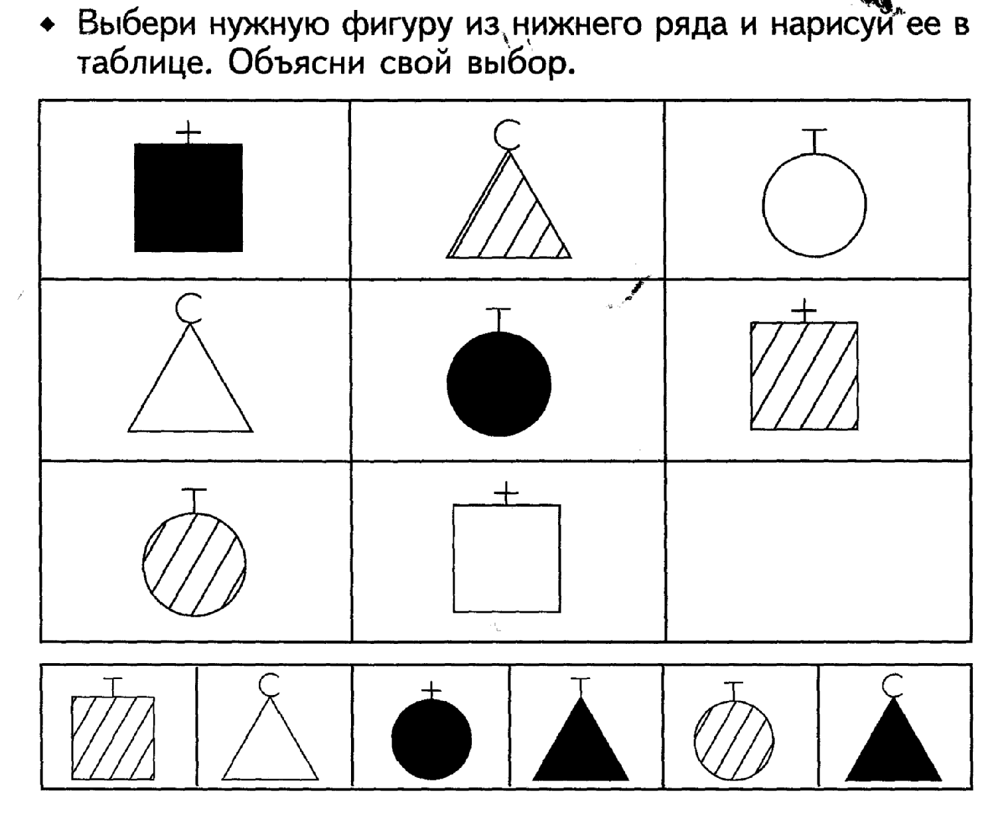 Выбери нужную фигуру из нижнего ряда и нарисуй ее в
таблице. Объясни свой выбор.